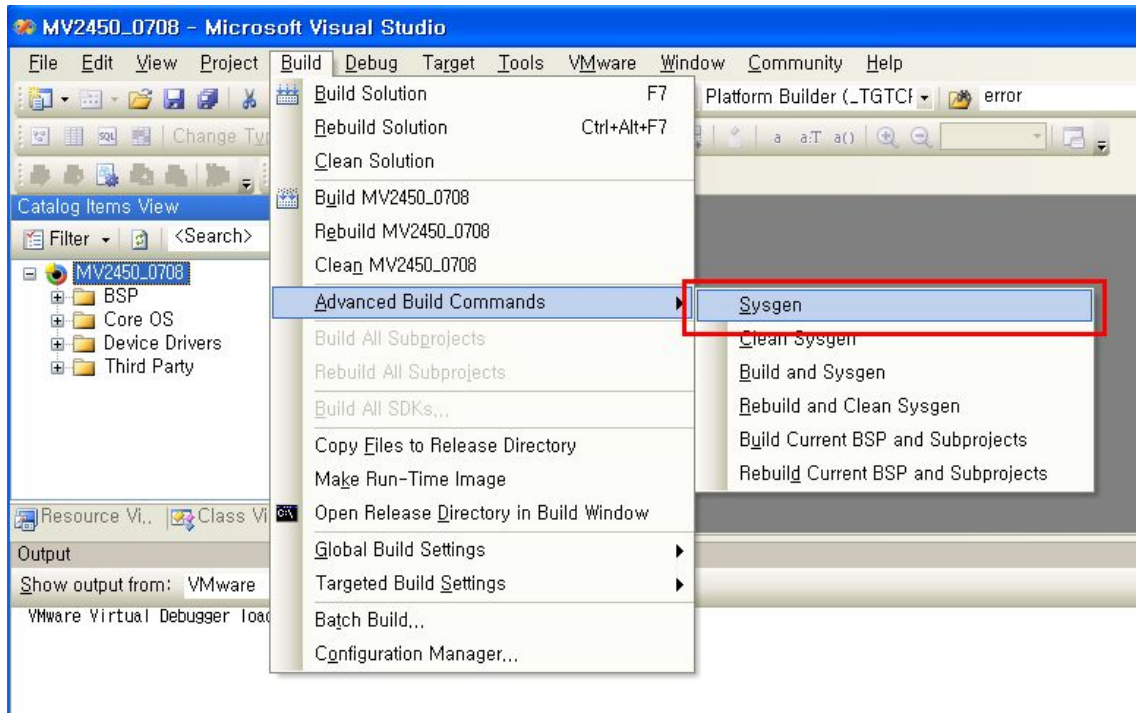 MV2450_0708 - Microsoft Visual Studio
File Edit View Project Build Debug Target Tools VMware Window Community Help
Platform Builder (_TGTCF
error
Change Ty
a a:T a()
Catalog Items View
Filter
<Search>
MV2450_0708
BSP
Core OS
Device Drivers
Third Party
Build Solution F7
Rebuild Solution Ctrl+Alt+F7
Clean Solution
Build MV2450_0708
Rebuild MV2450_0708
Clean MV2450_0708
Advanced Build Commands
Build All Subprojects
Rebuild All Subprojects
Build All SDKs...
Copy Files to Release Directory
Make Run-Time Image
Open Release Directory in Build Window
Global Build Settings
Targeted Build Settings
Batch Build...
Configuration Manager...
Sysgen
Clean Sysgen
Build and Sysgen
Rebuild and Clean Sysgen
Build Current BSP and Subprojects
Rebuild Current BSP and Subprojects
Resource Vi.. Class Vi
Output
Show output from: VMware
VMware Virtual Debugger load